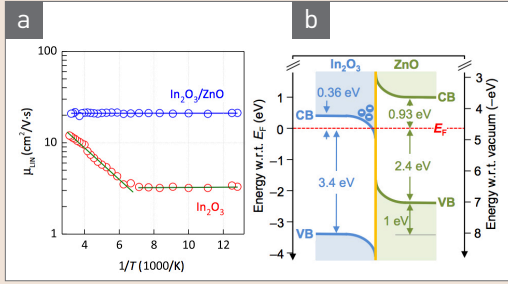 a
b
100
10
1
μLIN (cm²/V·s)
In₂O₃/ZnO
In₂O₃
4 6 8 10 12
1/T (1000/K)
In₂O₃ ZnO
Energy w.r.t. EF (eV)
1
0
−1
−2
−3
−4
0.36 eV
CB
3.4 eV
VB
CB
0.93 eV
EF
2.4 eV
VB
1 eV
3
4
5
6
7
8
Energy w.r.t. vacuum (−eV)